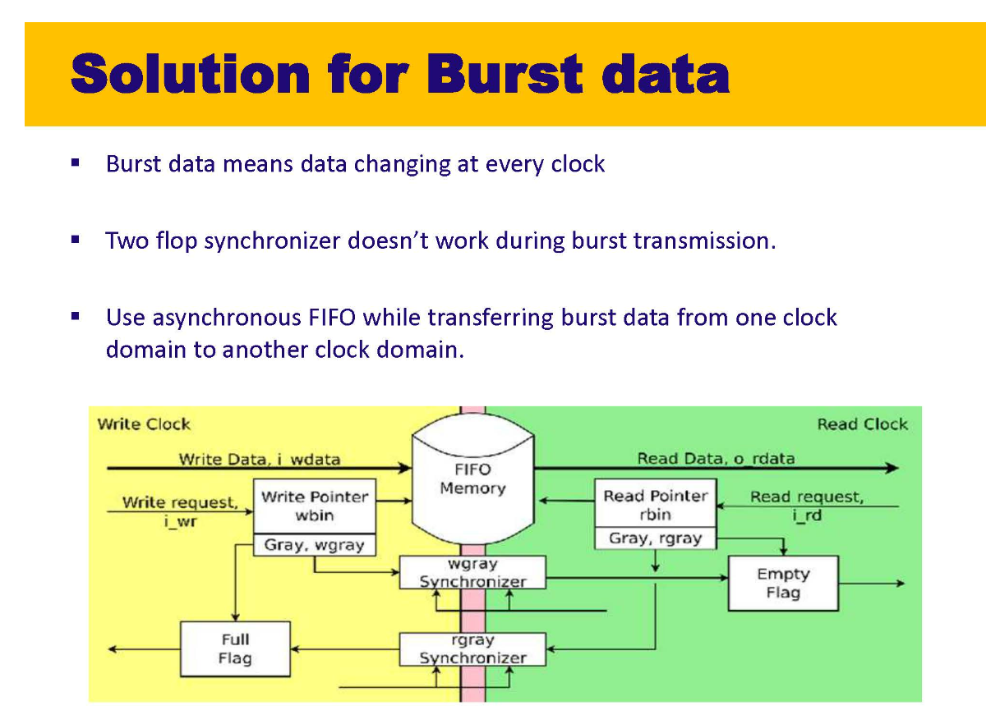 Solution for Burst data
▪ Burst data means data changing at every clock
▪ Two flop synchronizer doesn’t work during burst transmission.
▪ Use asynchronous FIFO while transferring burst data from one clock
domain to another clock domain.
Write Clock
Read Clock
Write Data, i_wdata
FIFO
Memory
Read Data, o_rdata
Write request,
i_wr
Write Pointer
wbin
Gray, wgray
Read Pointer
rbin
Gray, rgray
Read request,
i_rd
wgray
Synchronizer
Empty
Flag
Full
Flag
rgray
Synchronizer